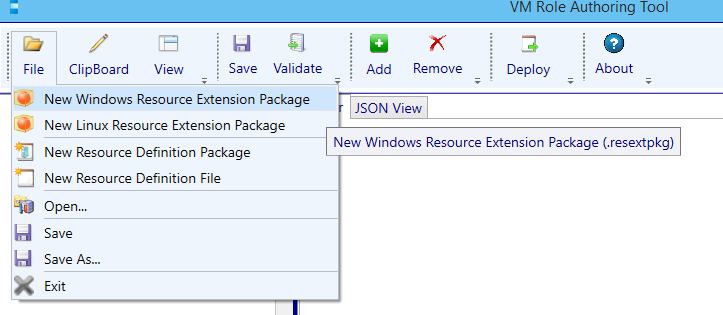 VM Role Authoring Tool
File ClipBoard View Save Validate Add Remove Deploy About
New Windows Resource Extension Package
r JSON View
New Linux Resource Extension Package
New Windows Resource Extension Package (.resextpkg)
New Resource Definition Package
New Resource Definition File
Open...
Save
Save As...
Exit